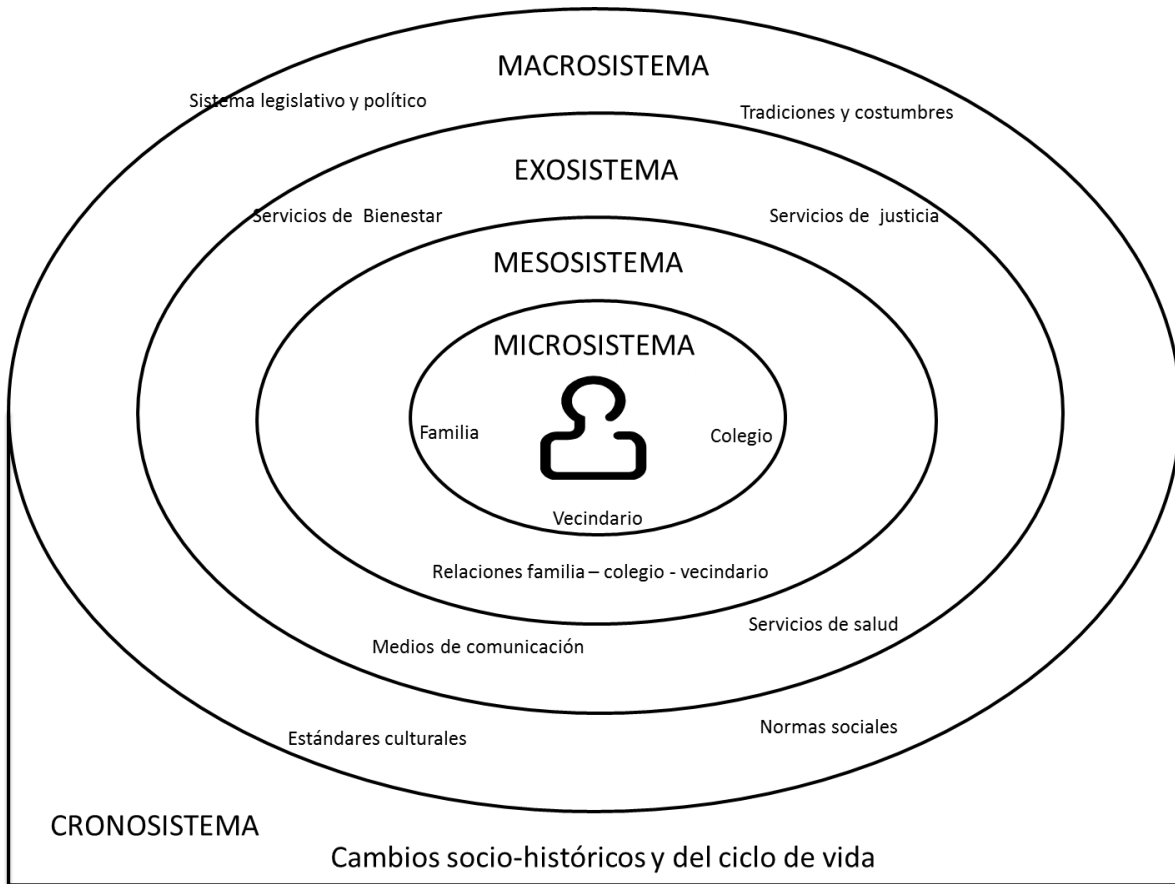 MACROSISTEMA
Sistema legislativo y político
Tradiciones y costumbres
EXOSISTEMA
Servicios de Bienestar
Servicios de justicia
MESOSISTEMA
MICROSISTEMA
Familia
Colegio
Vecindario
Relaciones familia – colegio - vecindario
Servicios de salud
Medios de comunicación
Normas sociales
Estándares culturales
CRONOSISTEMA
Cambios socio-históricos y del ciclo de vida